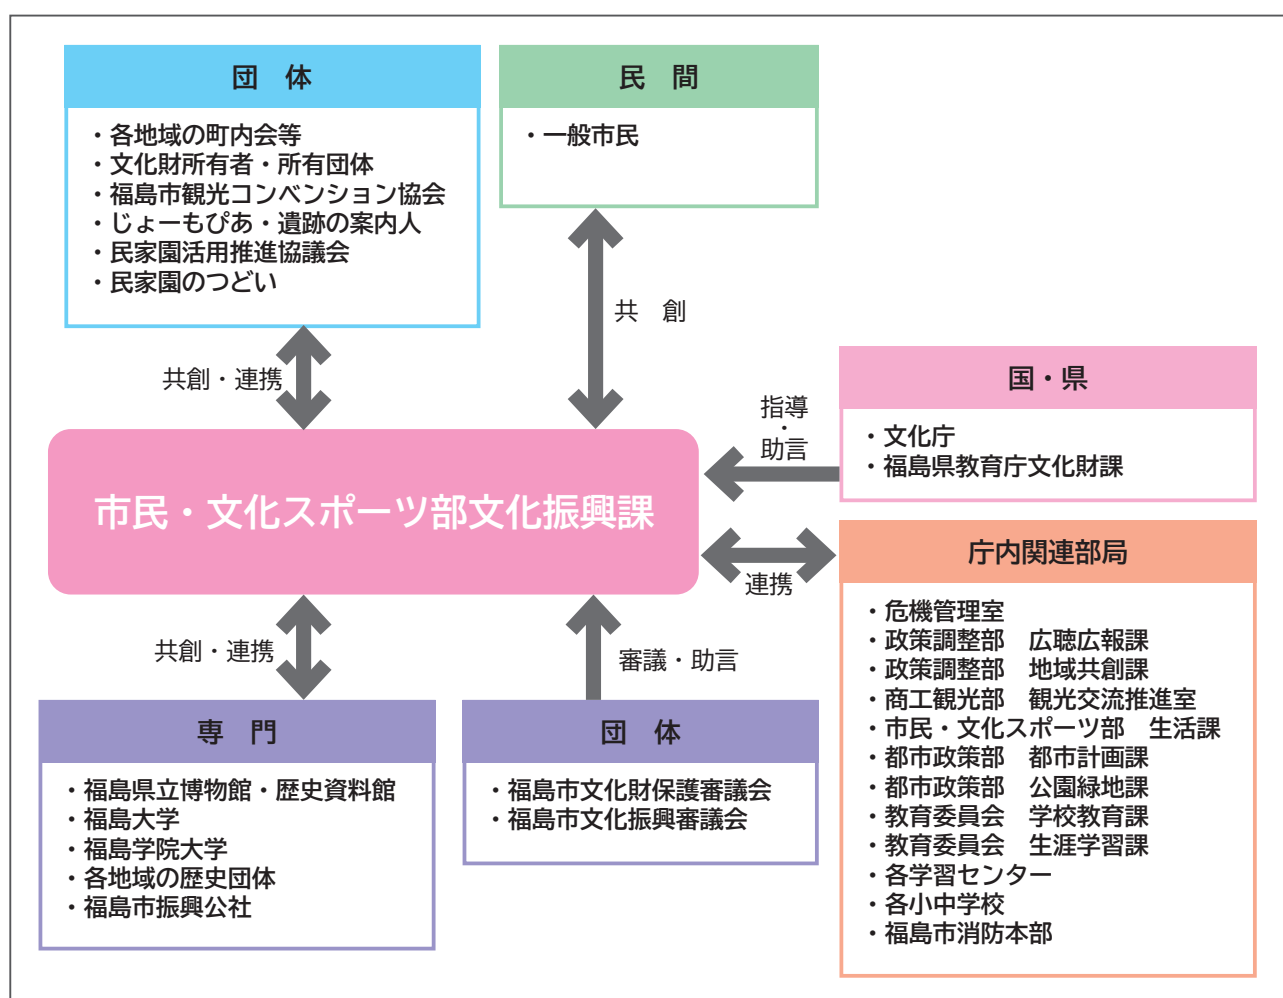 団　体
・各地域の町内会等
・文化財所有者・所有団体
・福島市観光コンベンション協会
・じょーもぴあ・遺跡の案内人
・民家園活用推進協議会
・民家園のつどい
民　間
・一般市民
共創・連携
共　創
国・県
・文化庁
・福島県教育庁文化財課
指導
・
助言
市民・文化スポーツ部文化振興課
連携
庁内関連部局
・危機管理室
・政策調整部　広聴広報課
・政策調整部　地域共創課
・商工観光部　観光交流推進室
・市民・文化スポーツ部　生活課
・都市政策部　都市計画課
・都市政策部　公園緑地課
・教育委員会　学校教育課
・教育委員会　生涯学習課
・各学習センター
・各小中学校
・福島市消防本部
共創・連携
審議・助言
専　門
・福島県立博物館・歴史資料館
・福島大学
・福島学院大学
・各地域の歴史団体
・福島市振興公社
団　体
・福島市文化財保護審議会
・福島市文化振興審議会